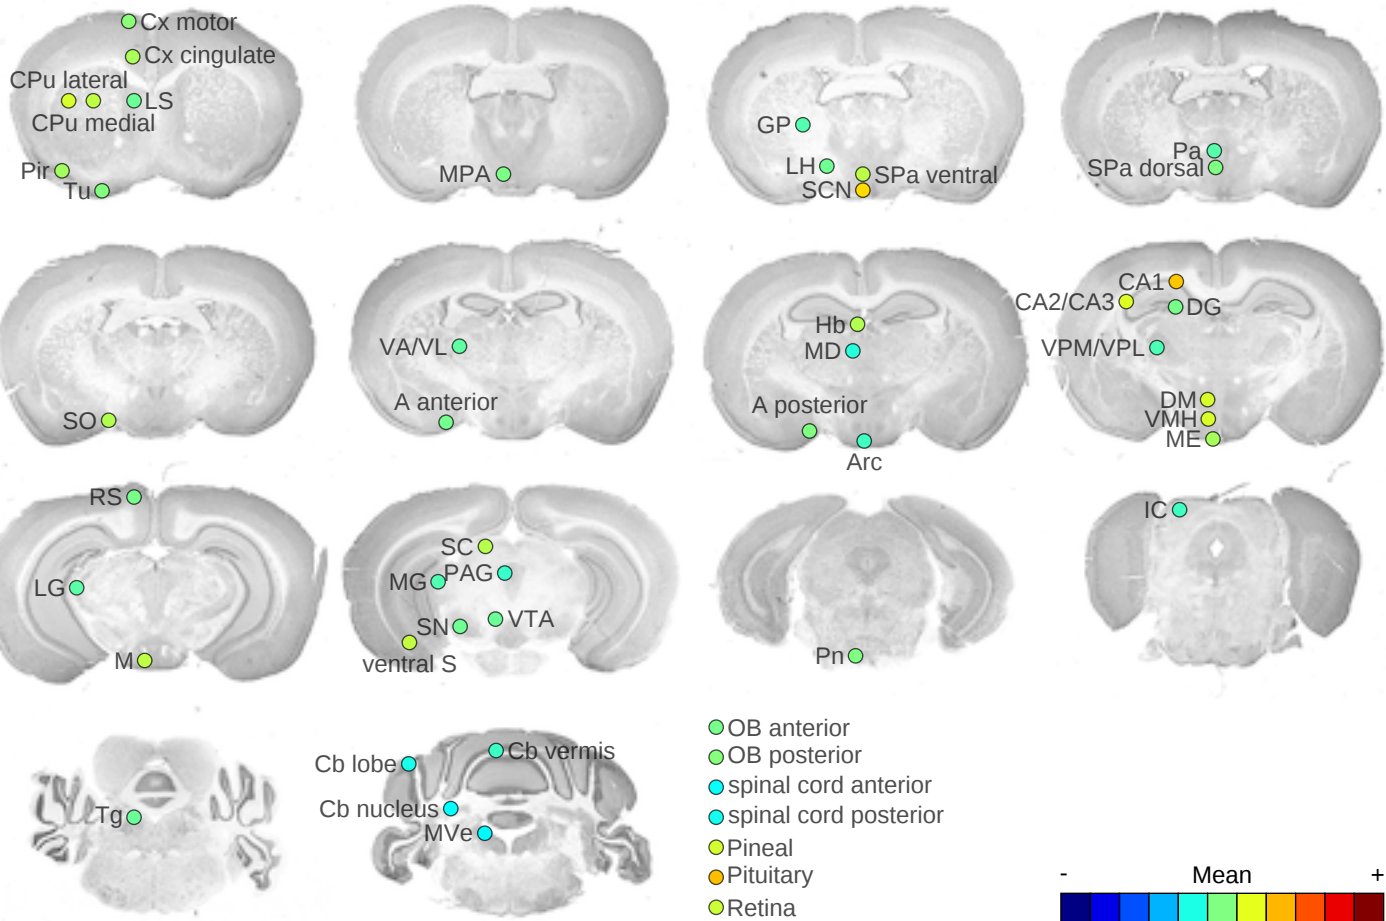 Cx motor
Cx cingulate
CPu lateral
LS
CPu medial
Pir
Tu
MPA
GP
LH
SPa ventral
SCN
Pa
SPa dorsal
SO
VA/VL
A anterior
Hb
MD
A posterior
Arc
CA1
CA2/CA3
DG
VPM/VPL
DM
VMH
ME
RS
LG
M
SC
MG
PAG
SN
VTA
ventral S
Pn
IC
Tg
Cb lobe
Cb vermis
Cb nucleus
MVe
OB anterior
OB posterior
spinal cord anterior
spinal cord posterior
Pineal
Pituitary
Retina
- Mean +